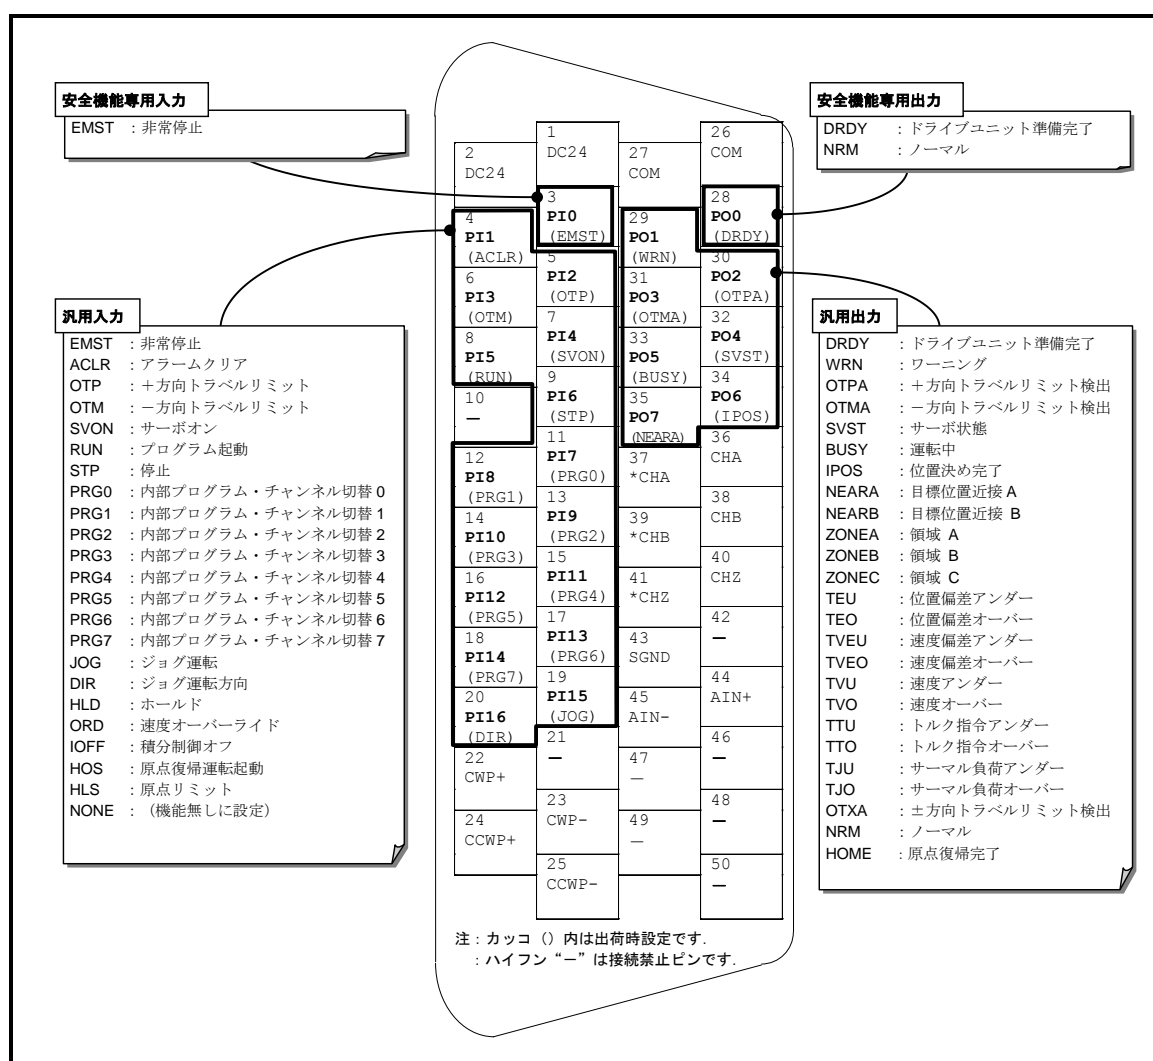 安全機能専用入力
EMST ：非常停止
安全機能専用出力
DRDY ：ドライブユニット準備完了
NRM ：ノーマル
汎用入力
EMST ：非常停止
ACLR ：アラームクリア
OTP ：＋方向トラベルリミット
OTM ：－方向トラベルリミット
SVON ：サーボオン
RUN ：プログラム起動
STP ：停止
PRG0 ：内部プログラム・チャンネル切替 0
PRG1 ：内部プログラム・チャンネル切替 1
PRG2 ：内部プログラム・チャンネル切替 2
PRG3 ：内部プログラム・チャンネル切替 3
PRG4 ：内部プログラム・チャンネル切替 4
PRG5 ：内部プログラム・チャンネル切替 5
PRG6 ：内部プログラム・チャンネル切替 6
PRG7 ：内部プログラム・チャンネル切替 7
JOG ：ジョグ運転
DIR ：ジョグ運転方向
HLD ：ホールド
ORD ：速度オーバーライド
IOFF ：積分制御オフ
HOS ：原点復帰運転起動
HLS ：原点リミット
NONE ：（機能無しに設定）
2
DC24
4
PI1
(ACLR)
6
PI3
(OTM)
8
PI5
(RUN)
10
－
12
PI8
(PRG1)
14
PI10
(PRG3)
16
PI12
(PRG5)
18
PI14
(PRG7)
20
PI16
(DIR)
22
CWP+
24
CCWP+
1
DC24
3
PI0
(EMST)
5
PI2
(OTP)
7
PI4
(SVON)
9
PI6
(STP)
11
PI7
(PRG0)
13
PI9
(PRG2)
15
PI11
(PRG4)
17
PI13
(PRG6)
19
PI15
(JOG)
21
－
23
CWP-
25
CCWP-
27
COM
29
PO1
(WRN)
31
PO3
(OTMA)
33
PO5
(BUSY)
35
PO7
(NEARA)
37
*CHA
39
*CHB
41
*CHZ
43
SGND
45
AIN-
47
－
49
－
26
COM
28
PO0
(DRDY)
30
PO2
(OTPA)
32
PO4
(SVST)
34
PO6
(IPOS)
36
CHA
38
CHB
40
CHZ
42
－
44
AIN+
46
－
48
－
50
－
汎用出力
DRDY ：ドライブユニット準備完了
WRN ：ワーニング
OTPA ：＋方向トラベルリミット検出
OTMA ：－方向トラベルリミット検出
SVST ：サーボ状態
BUSY ：運転中
IPOS ：位置決め完了
NEARA ：目標位置近接 A
NEARB ：目標位置近接 B
ZONEA ：領域 A
ZONEB ：領域 B
ZONEC ：領域 C
TEU ：位置偏差アンダー
TEO ：位置偏差オーバー
TVEU ：速度偏差アンダー
TVEO ：速度偏差オーバー
TVU ：速度アンダー
TVO ：速度オーバー
TTU ：トルク指令アンダー
TTO ：トルク指令オーバー
TJU ：サーマル負荷アンダー
TJO ：サーマル負荷オーバー
OTXA ：±方向トラベルリミット検出
NRM ：ノーマル
HOME ：原点復帰完了
注：カッコ（）内は出荷時設定です.
：ハイフン“－”は接続禁止ピンです.